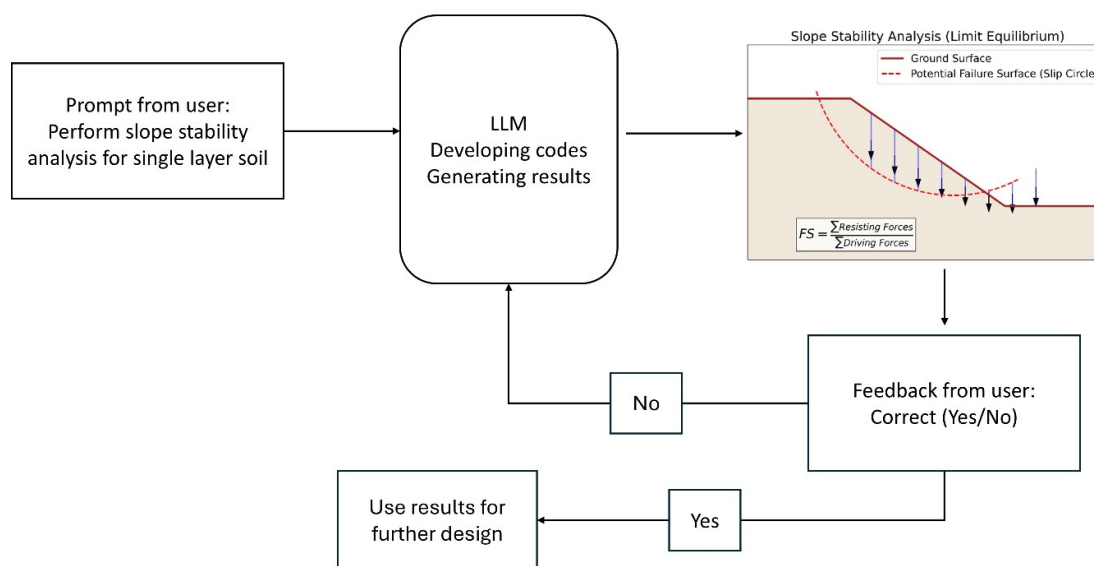 Prompt from user:
Perform slope stability
analysis for single layer soil
LLM
Developing codes
Generating results
Slope Stability Analysis (Limit Equilibrium)
Ground Surface
Potential Failure Surface (Slip Circle
FS = ∑Resisting Forces / ∑Driving Forces
Feedback from user:
Correct (Yes/No)
No
Yes
Use results for
further design